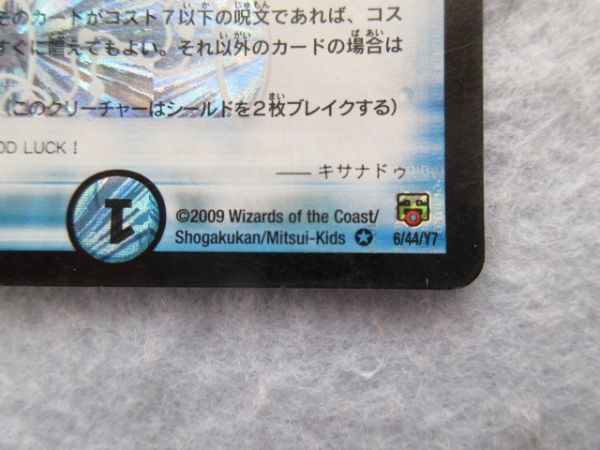 そのカードがコスト7以下の呪文であれば、コス
すぐに唱えてもよい。それ以外のカードの場合は
(このクリーチャーはシールドを2枚ブレイクする)
OD LUCK!
—— キサナドゥ
1
©2009 Wizards of the Coast/
Shogakukan/Mitsui-Kids
6/44/Y7